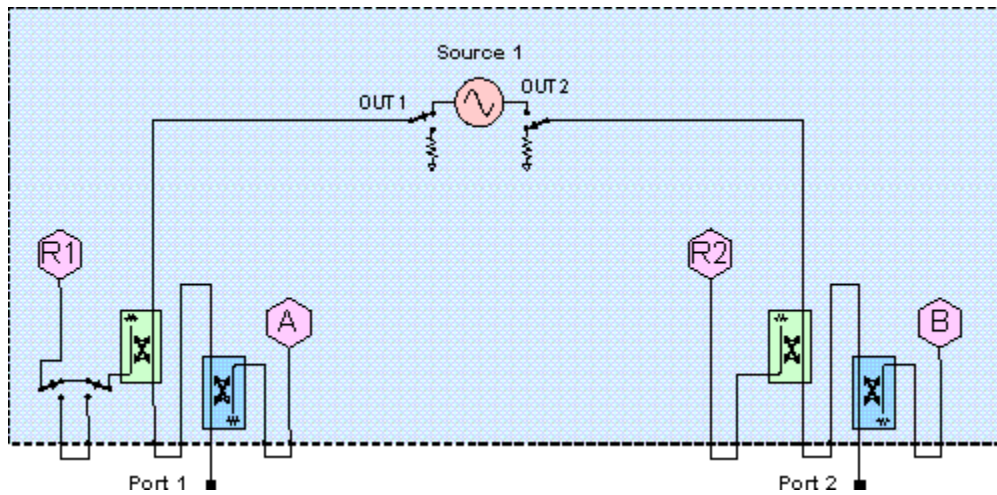 Source 1
OUT 1
OUT 2
R1
A
R2
B
Port 1
Port 2